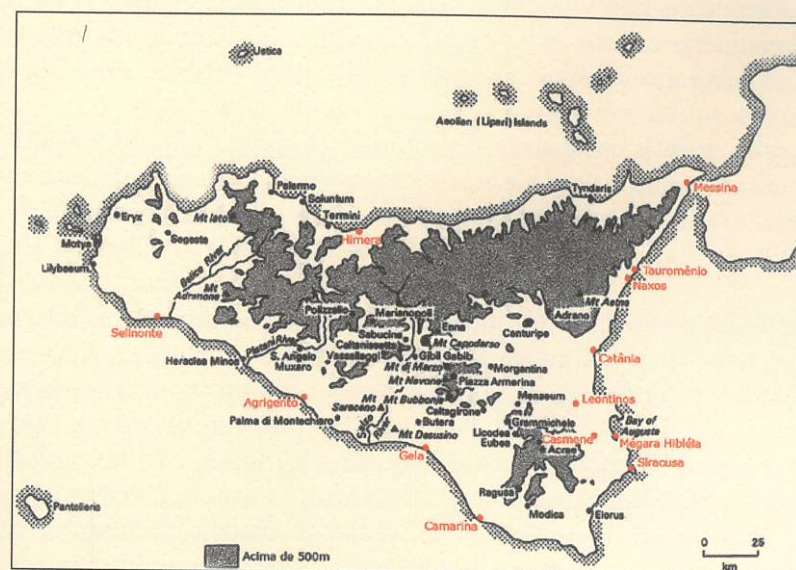 Ustica
Aeolian (Lipari) Islands
Messina
Palermo
Soluntum
Tyndaris
Eryx
Mt Iato
Termini
Himera
Segesta
Motya
Lilybaeum
Belice River
Tauromênio
Naxos
Mt Adranone
Mt Aetna
Adrano
Polizzello
Marianopoli
Selinonte
Sabucina
Enna
Centuripe
Caltanissetta
Mt Capodarso
Platani River
S. Angelo
Muxaro
Vassallaggi
Gibil Gabib
Catânia
Heraclea Minoa
Mt di Marzo
Morgantina
Mt Navone
Piazza Armerina
Agrigento
Mt Bubbonia
Menaeum
Leontinos
Mt
Saraceno
Caltagirone
Bay of
Augusta
Palma di Montechiaro
River
Butera
Grammichele
Licodea
Eubea
Casmene
Mégara Hibléia
Mt Desusino
Acrae
Gela
Siracusa
Ragusa
Pantelleria
Camarina
Modica
Elorus
Acima de 500m
0 25
km